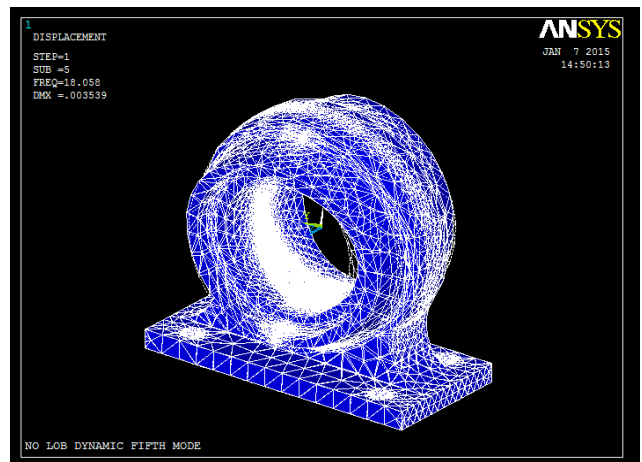 1
DISPLACEMENT
STEP=1
SUB =5
FREQ=18.058
DMX =.003539
ANSYS
JAN 7 2015
14:50:13
NO LOB DYNAMIC FIFTH MODE